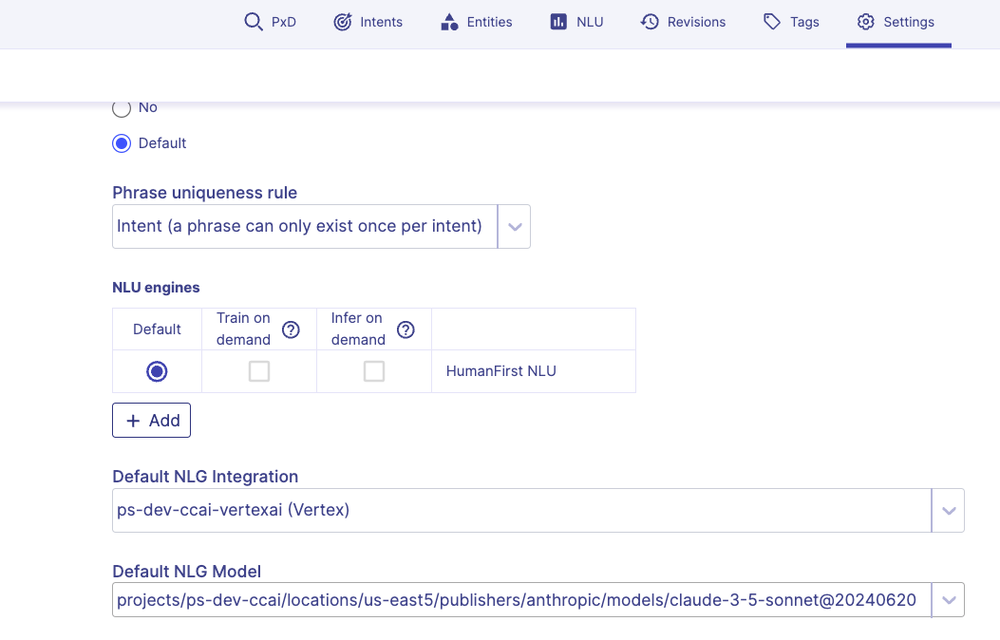 PxD Intents Entities NLU Revisions Tags Settings
No
Default
Phrase uniqueness rule
Intent (a phrase can only exist once per intent)
NLU engines
Default Train on demand ? Infer on demand ?
HumanFirst NLU
+ Add
Default NLG Integration
ps-dev-ccai-vertexai (Vertex)
Default NLG Model
projects/ps-dev-ccai/locations/us-east5/publishers/anthropic/models/claude-3-5-sonnet@20240620